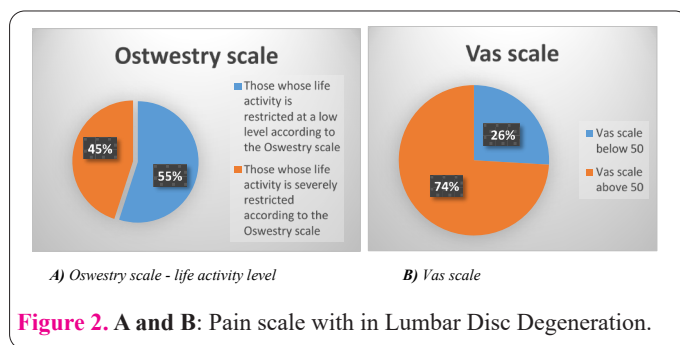 Ostwestry scale
45%
55%
Those whose life
activity is
restricted at a low
level according to
the Oswestry scale
Those whose life
activity is severely
restricted
according to the
Oswestry scale
A) Oswestry scale - life activity level
Vas scale
26%
74%
Vas scale
below 50
Vas scale
above 50
B) Vas scale
Figure 2. A and B: Pain scale with in Lumbar Disc Degeneration.